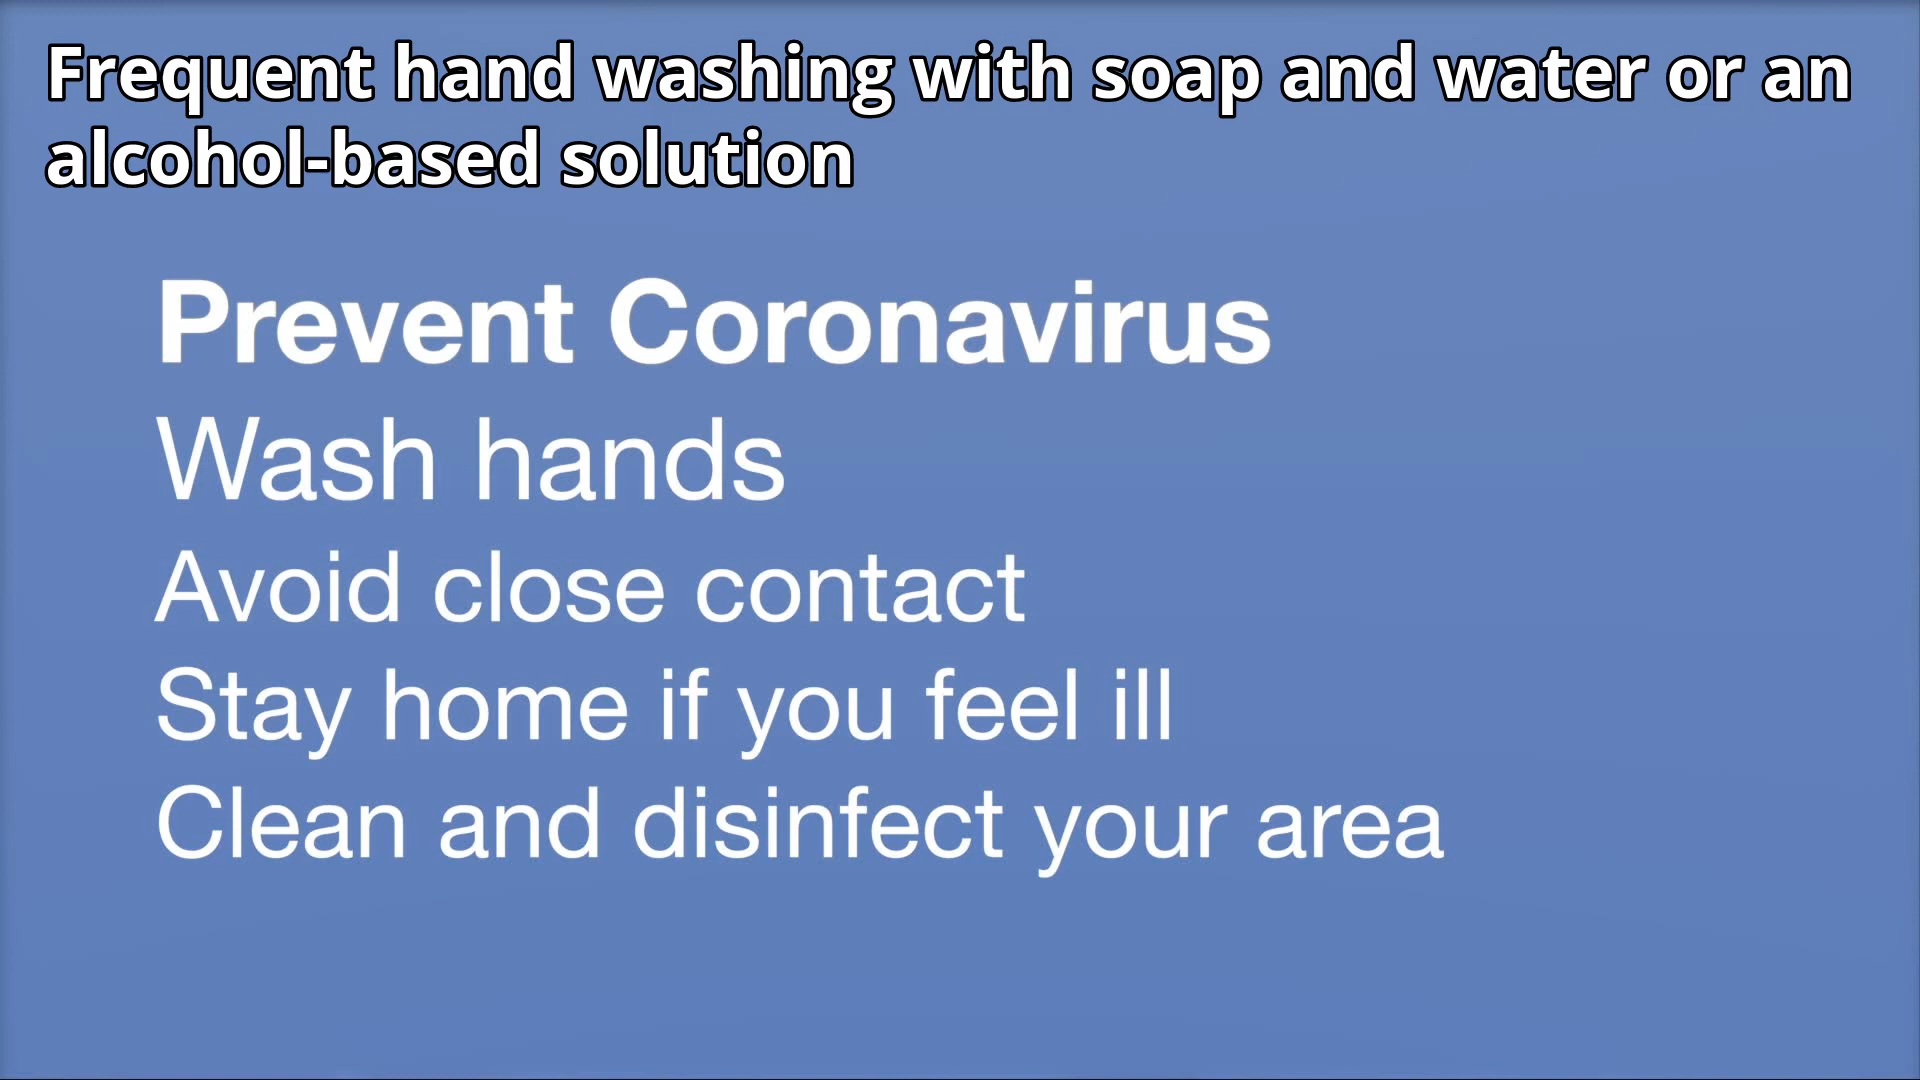 Frequent hand washing with soap and water or an
alcohol-based solution
Prevent Coronavirus
Wash hands
Avoid close contact
Stay home if you feel ill
Clean and disinfect your area